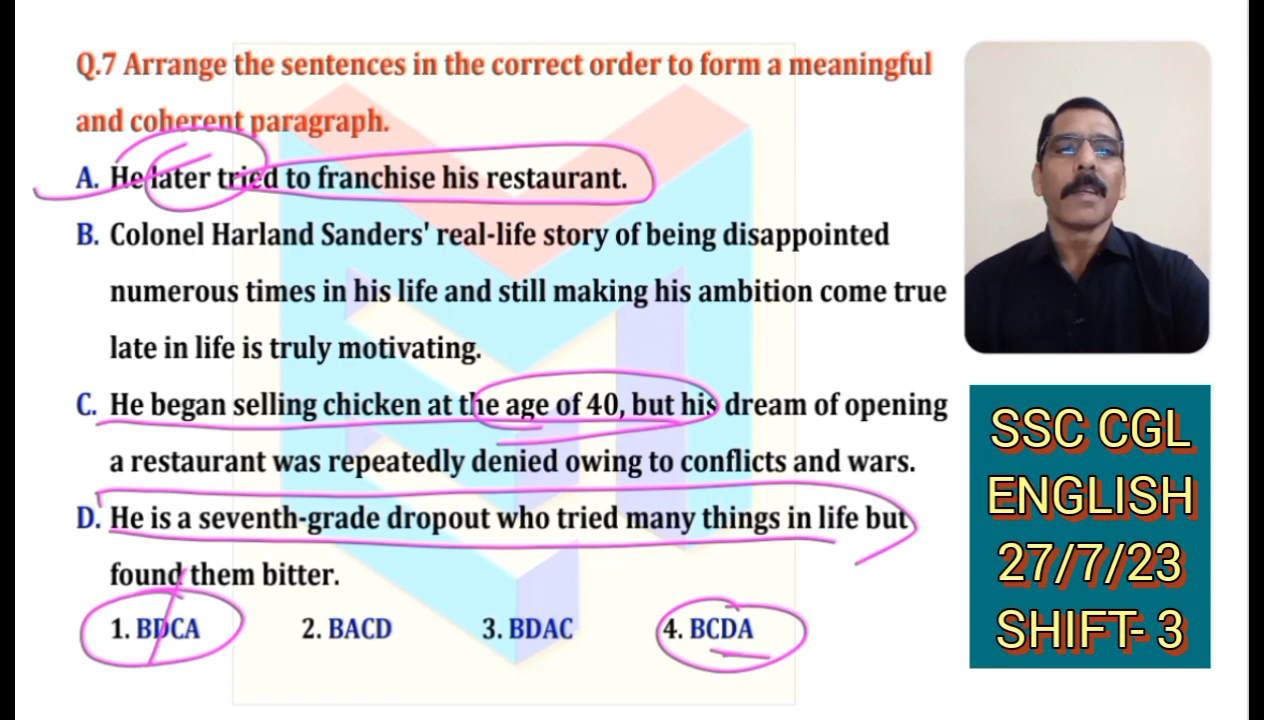 Q.7 Arrange the sentences in the correct order to form a meaningful
and coherent paragraph.
A. He later tried to franchise his restaurant.
B. Colonel Harland Sanders' real-life story of being disappointed
numerous times in his life and still making his ambition come true
late in life is truly motivating.
C. He began selling chicken at the age of 40, but his dream of opening
a restaurant was repeatedly denied owing to conflicts and wars.
D. He is a seventh-grade dropout who tried many things in life but
found them bitter.
1. BDCA 2. BACD 3. BDAC 4. BCDA
SSC CGL
ENGLISH
27/7/23
SHIFT- 3